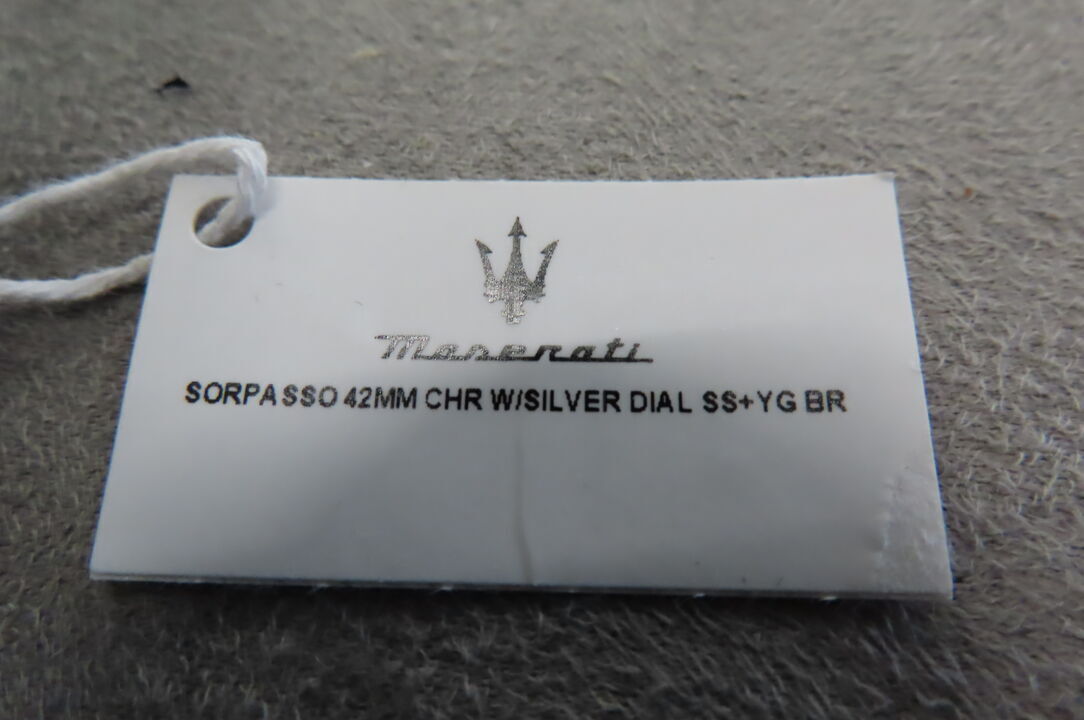 Maserati
SORPASSO 42MM CHR W/SILVER DIAL SS+YG BR